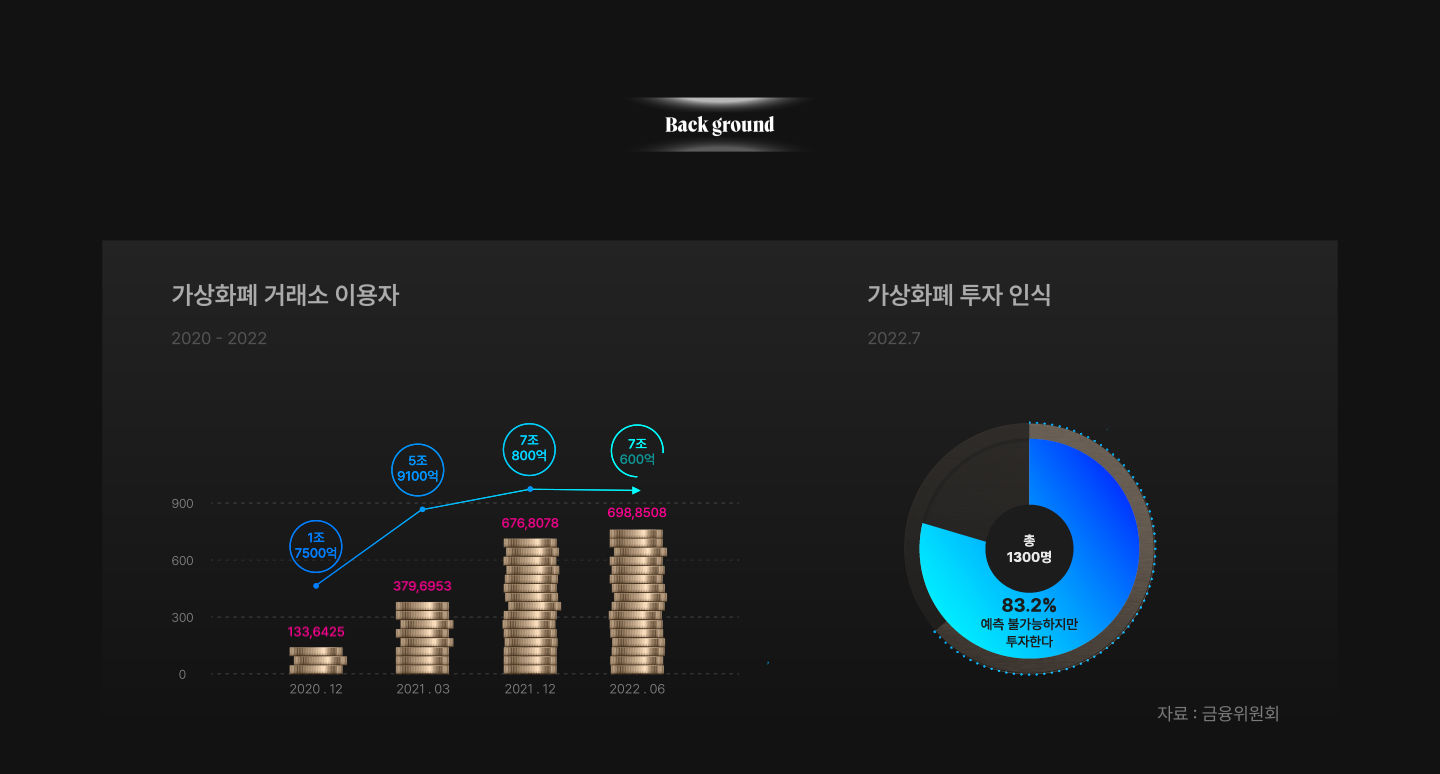 Back ground
가상화폐 거래소 이용자
2020 - 2022
1조
7500억
5조
9100억
7조
800억
7조
600억
900
600
300
0
133,6425
379,6953
676,8078
698,8508
2020 . 12
2021 . 03
2021 . 12
2022 . 06
가상화폐 투자 인식
2022.7
총
1300명
83.2%
예측 불가능하지만
투자한다
자료 : 금융위원회